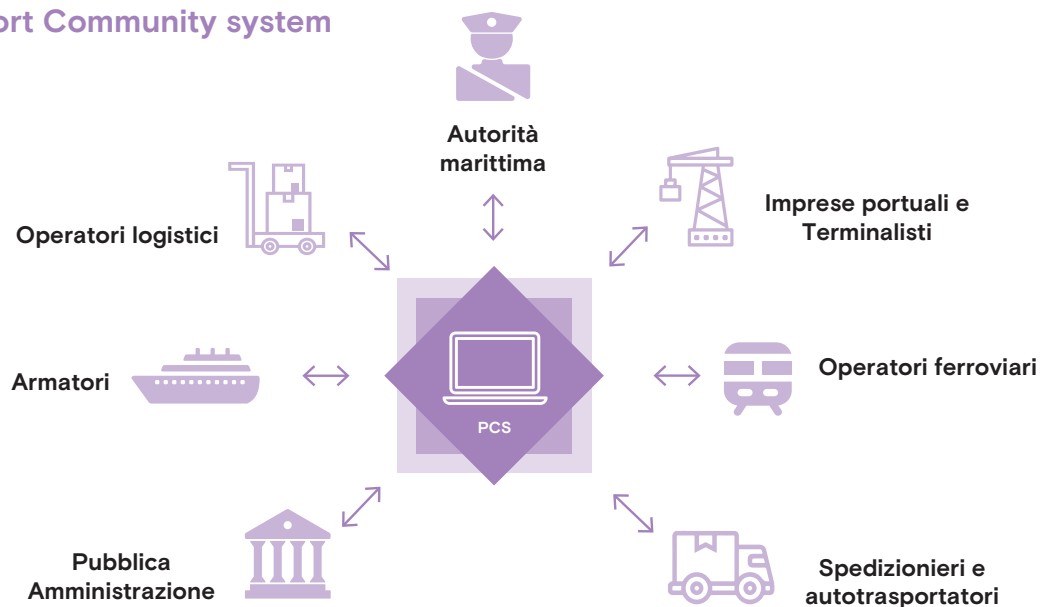 ort Community system
Autorità
marittima
Operatori logistici
Imprese portuali e
Terminalisti
Armatori
Operatori ferroviari
PCS
Pubblica
Amministrazione
Spedizionieri e
autotrasportatori